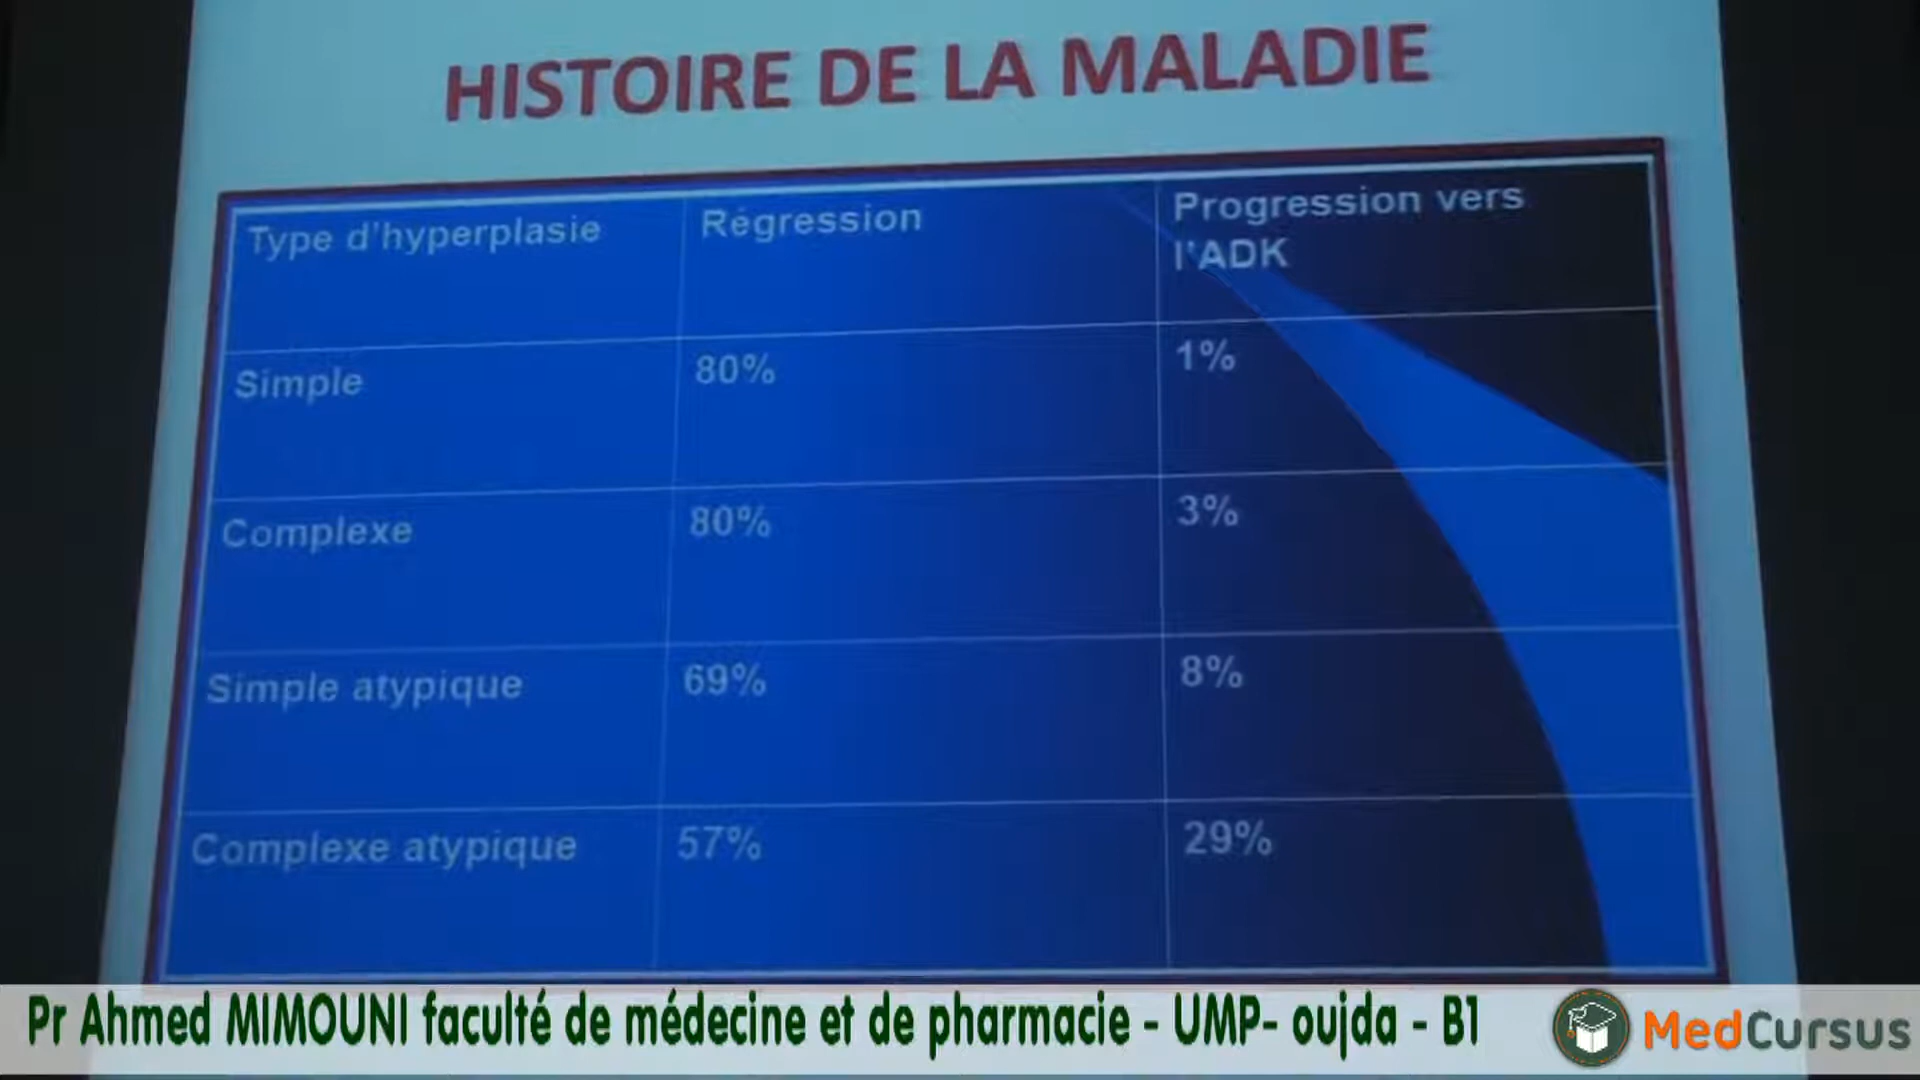 HISTOIRE DE LA MALADIE
Type d'hyperplasie
Régression
Progression vers
l'ADK
Simple
80%
1%
Complexe
80%
3%
Simple atypique
69%
8%
Complexe atypique
57%
29%
Pr Ahmed MIMOUNI faculté de médecine et de pharmacie - UMP- oujda - B1
MedCursus